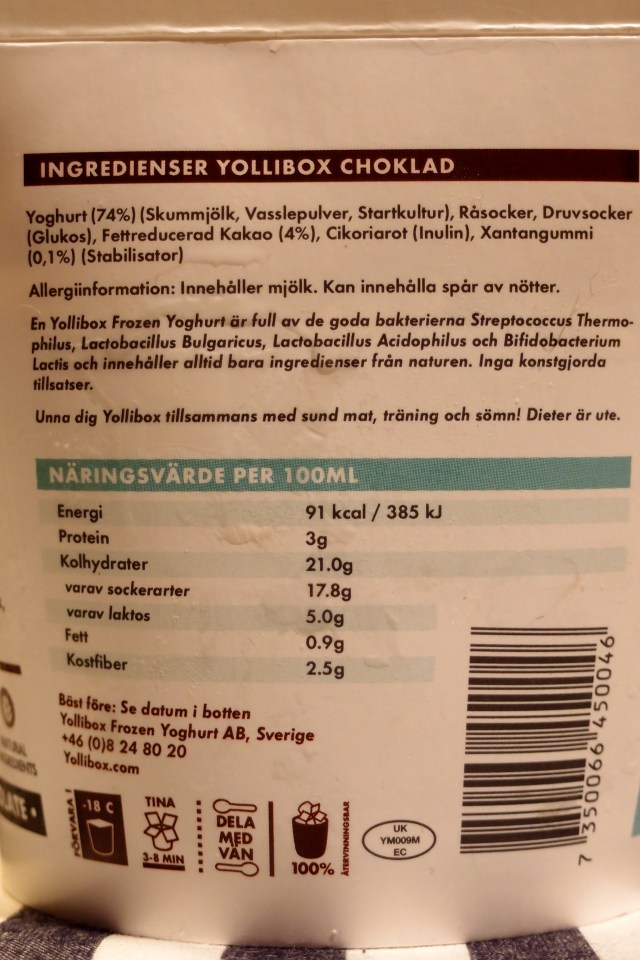 INGREDIENSER YOLLIBOX CHOKLAD
Yoghurt (74%) (Skummjölk, Vasslepulver, Startkultur), Råsocker, Druvsocker
(Glukos), Fettreducerad Kakao (4%), Cikoriarot (Inulin), Xantangummi
(0,1%) (Stabilisator)
Allergiinformation: Innehåller mjölk. Kan innehålla spår av nötter.
En Yollibox Frozen Yoghurt är full av de goda bakterierna Streptococcus Thermo-
philus, Lactobacillus Bulgaricus, Lactobacillus Acidophilus och Bifidobacterium
Lactis och innehåller alltid bara ingredienser från naturen. Inga konstgjorda
tillsatser.
Unna dig Yollibox tillsammans med sund mat, träning och sömn! Dieter är ute.
NÄRINGSVÄRDE PER 100ML
Energi 91 kcal / 385 kJ
Protein 3g
Kolhydrater 21.0g
varav sockerarter 17.8g
varav laktos 5.0g
Fett 0.9g
Kostfiber 2.5g
Bäst före: Se datum i botten
Yollibox Frozen Yoghurt AB, Sverige
+46 (0)8 24 80 20
Yollibox.com
FÖRVARA I
-18 C
TINA
3-8 MIN
DELA
MED
VÄN
100%
ÅTERVINNINGSBAR
UK
YM009M
EC
7 350066 450046